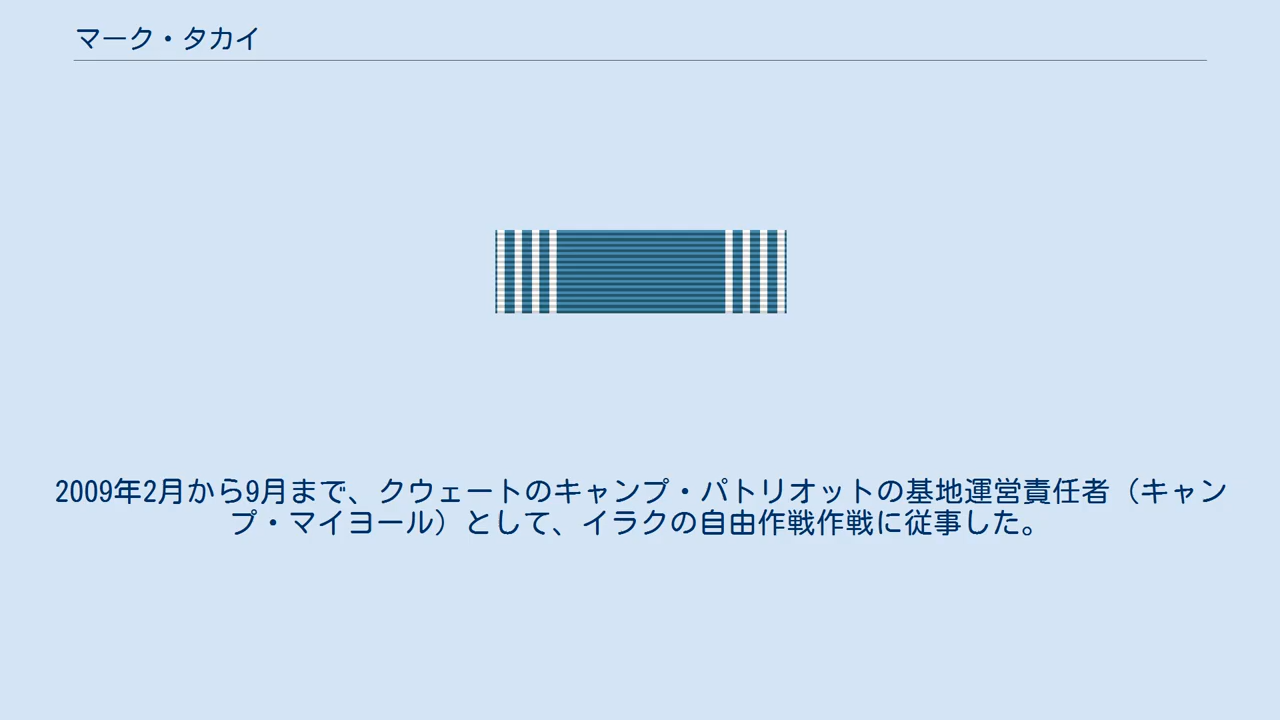 マーク・タカイ
2009年2月から9月まで、クウェートのキャンプ・パトリオットの基地運営責任者（キャン
プ・マイヨール）として、イラクの自由作戦作戦に従事した。